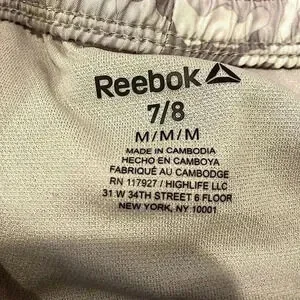 Reebok
7/8
M/M/M
MADE IN CAMBODIA
HECHO EN CAMBOYA
FABRIQUÉ AU CAMBODGE
RN 117927 / HIGHLIFE LLC
31 W 34TH STREET 6 FLOOR
NEW YORK, NY 10001